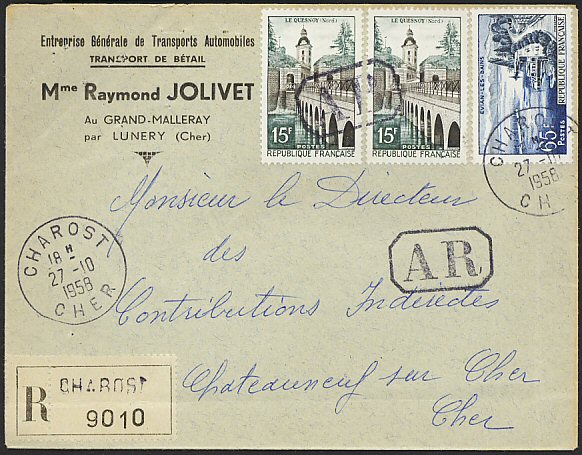 Entreprise Générale de Transports Automobiles
TRANSPORT DE BÉTAIL
Mme Raymond JOLIVET
Au GRAND-MALLERAY
par LUNERY (Cher)
LE QUESNOY (Nord)
15F
POSTES
REPUBLIQUE FRANÇAISE
LE QUESNOY (Nord)
15F
POSTES
REPUBLIQUE FRANÇAISE
EVIAN-LES-BAINS
65F
POSTES
REPUBLIQUE FRANÇAISE
CHAROST
27-10
1958
CH
Monsieur le Directeur
des
Contributions Indirectes
Chateauneuf sur Cher
Cher
AR
CHAROST
18 H
27-10
1958
CHER
R CHAROST
9010